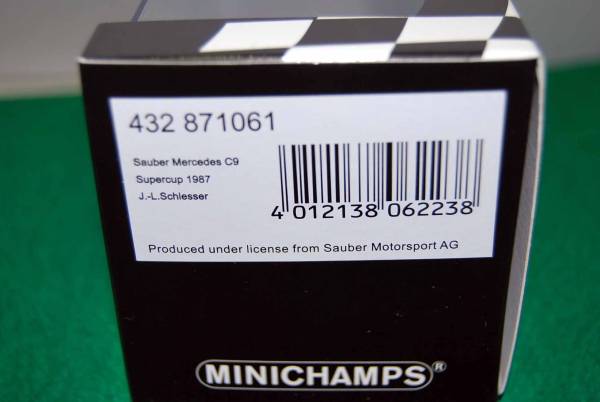 432 871061
Sauber Mercedes C9
Supercup 1987
J.-L.Schlesser
4 012138 062238
Produced under license from Sauber Motorsport AG
MINICHAMPS®